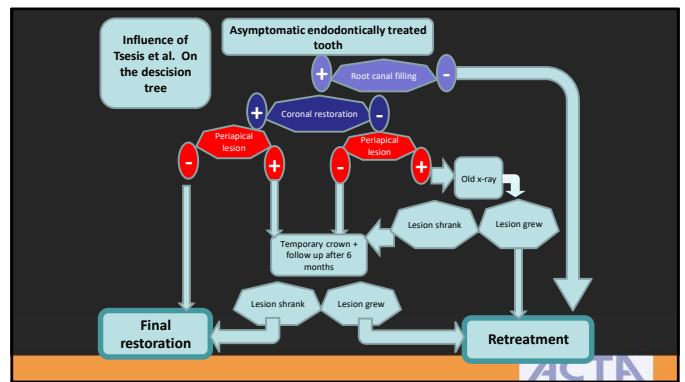 Influence of
Tsesis et al. On
the descision
tree
Asymptomatic endodontically treated
tooth
+
Root canal filling
-
+
Coronal restoration
-
Periapical
lesion
-
+
Periapical
lesion
-
+
Old x-ray
Lesion shrank
Lesion grew
Temporary crown +
follow up after 6
months
Lesion shrank
Lesion grew
Final
restoration
Retreatment
ACTA